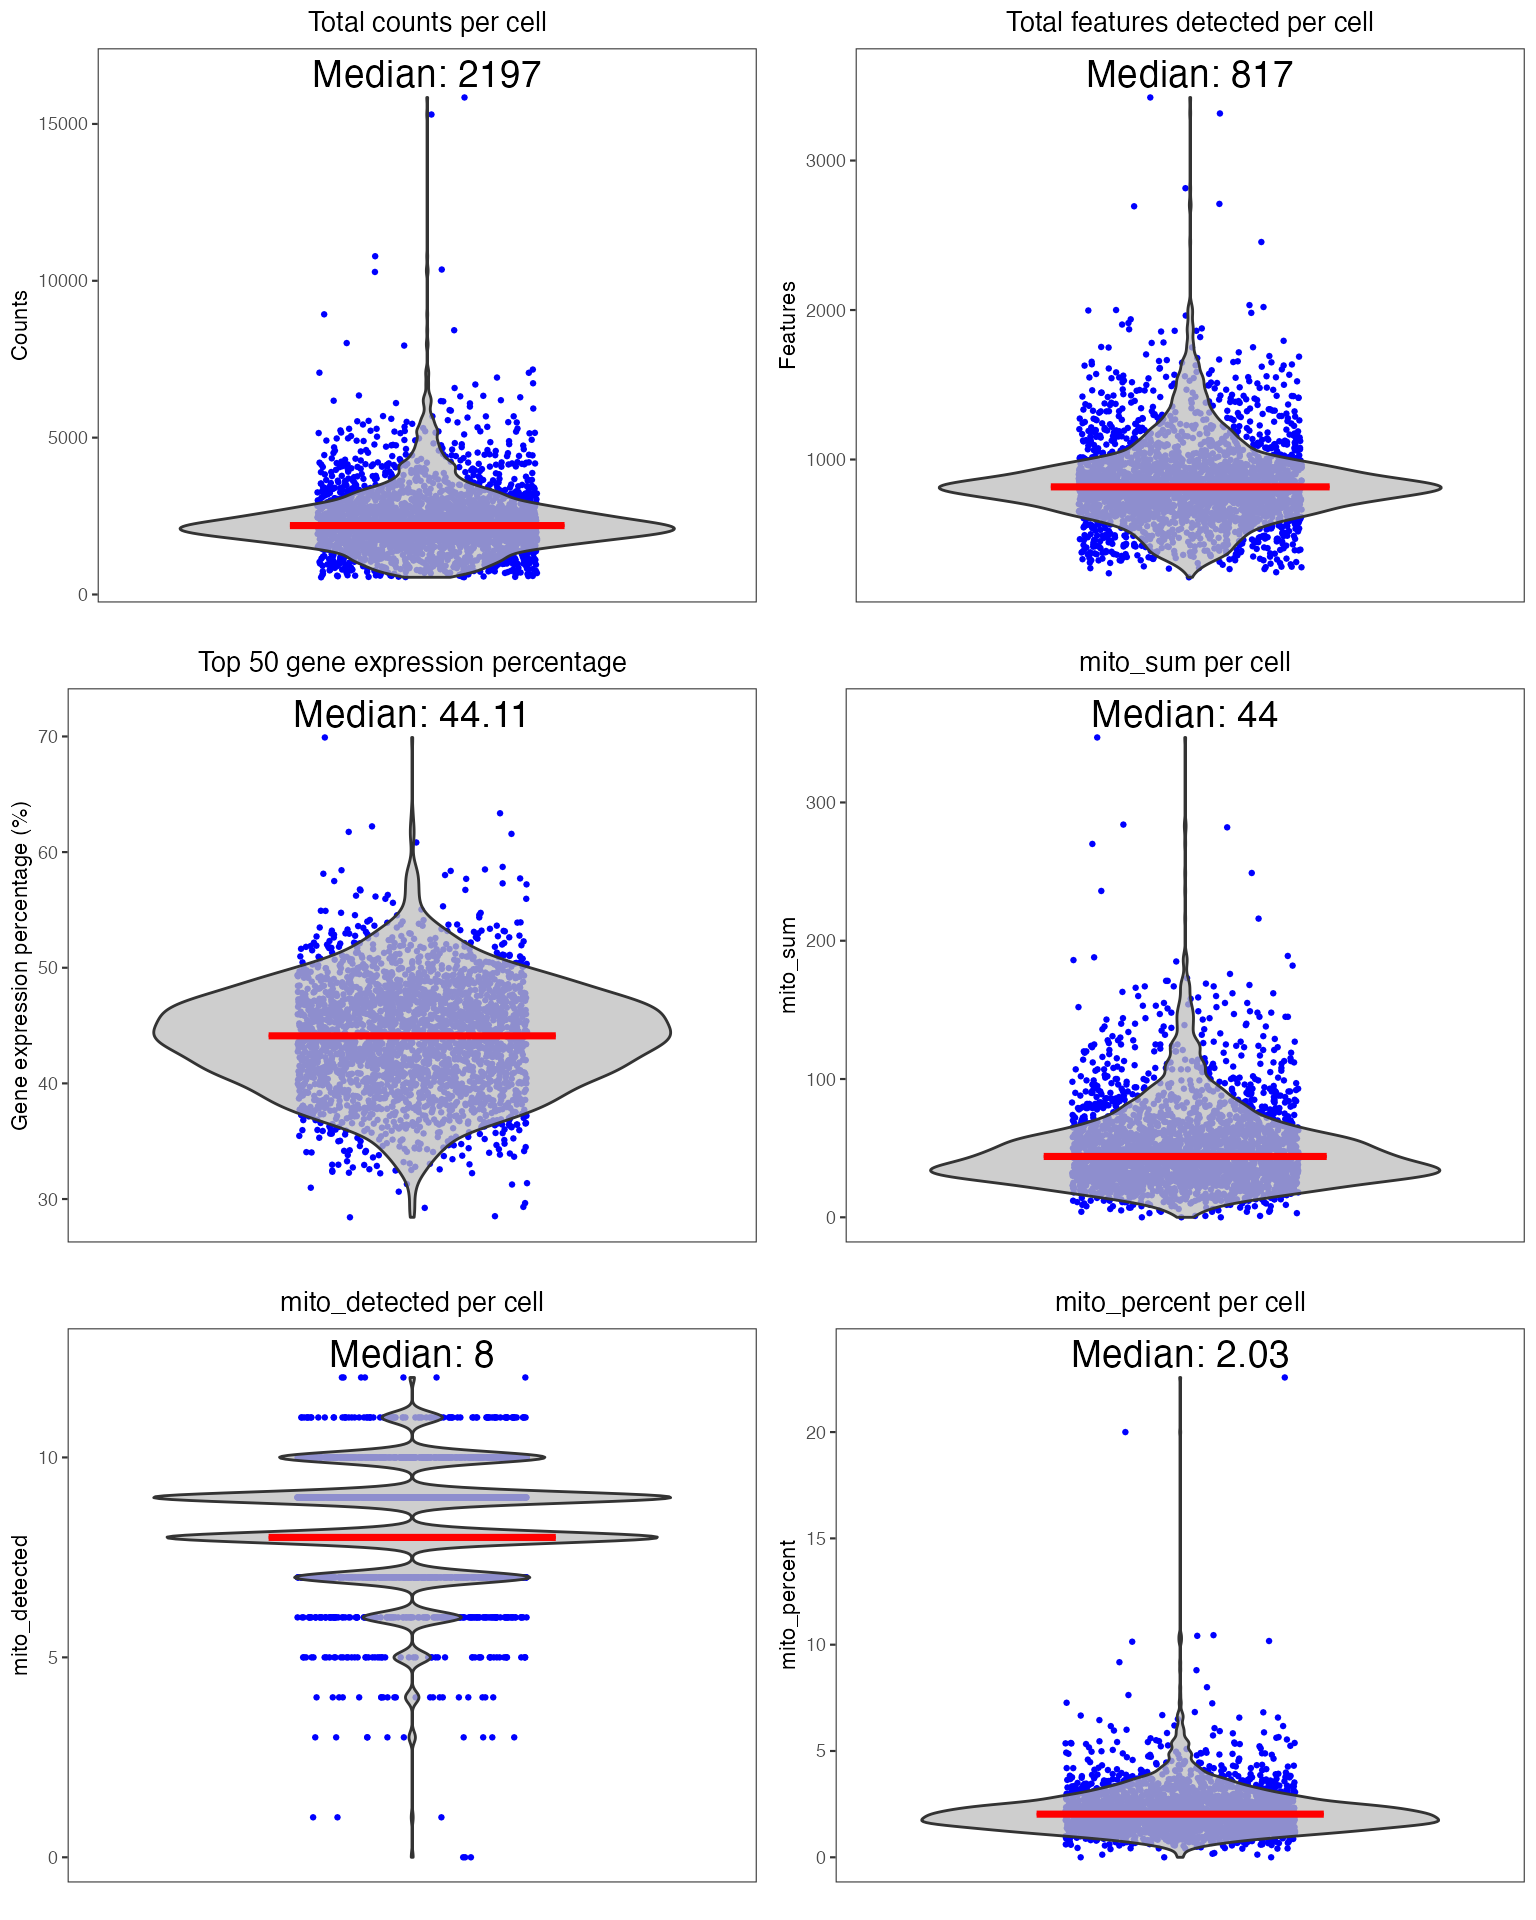 Total counts per cell
Median: 2197
Counts
15000
10000
5000
0
Total features detected per cell
Median: 817
Features
3000
2000
1000
Top 50 gene expression percentage
Median: 44.11
Gene expression percentage (%)
70
60
50
40
30
mito_sum per cell
Median: 44
mito_sum
300
200
100
0
mito_detected per cell
Median: 8
mito_detected
10
5
0
mito_percent per cell
Median: 2.03
mito_percent
20
15
10
5
0